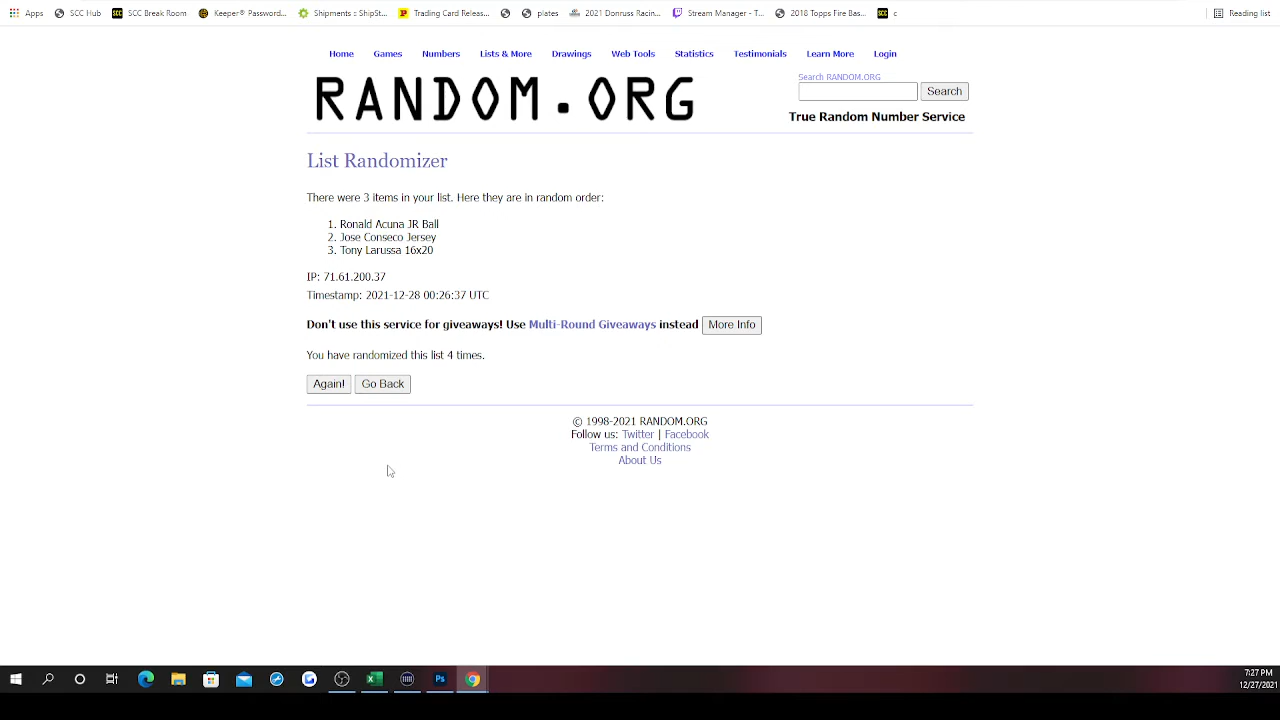 Apps SCC Hub SCC Break Room Keeper® Password... Shipments :: ShipSt... Trading Card Releas... plates 2021 Donruss Racin... Stream Manager - T... 2018 Topps Fire Bas... c Reading list
Home Games Numbers Lists & More Drawings Web Tools Statistics Testimonials Learn More Login
RANDOM.ORG
Search RANDOM.ORG
Search
True Random Number Service
List Randomizer
There were 3 items in your list. Here they are in random order:
1. Ronald Acuna JR Ball
2. Jose Conseco Jersey
3. Tony Larussa 16x20
IP: 71.61.200.37
Timestamp: 2021-12-28 00:26:37 UTC
Don't use this service for giveaways! Use Multi-Round Giveaways instead More Info
You have randomized this list 4 times.
Again! Go Back
© 1998-2021 RANDOM.ORG
Follow us: Twitter | Facebook
Terms and Conditions
About Us
7:27 PM
12/27/2021